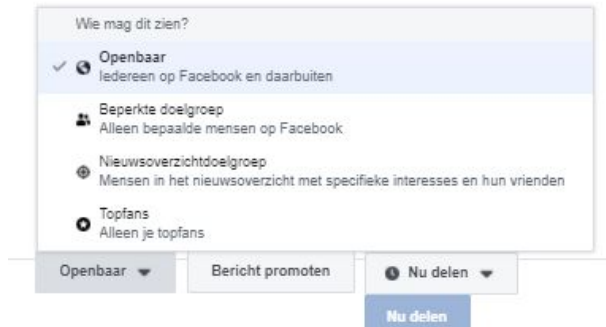 Wie mag dit zien?
Openbaar
Iedereen op Facebook en daarbuiten
Beperkte doelgroep
Alleen bepaalde mensen op Facebook
Nieuwsoverzichtdoelgroep
Mensen in het nieuwsoverzicht met specifieke interesses en hun vrienden
Topfans
Alleen je topfans
Openbaar Bericht promoten Nu delen
Nu delen